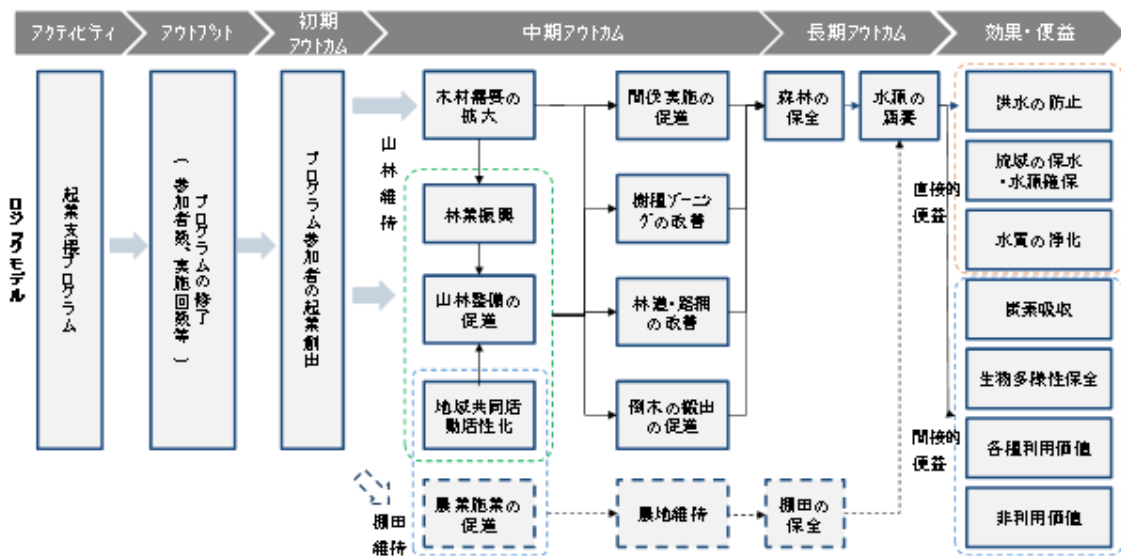 アクティビティ
アウトプット
初期
アウトカム
中期アウトカム
長期アウトカム
効果・便益
ロジックモデル
起業支援プログラム
プログラムの修了
(参加者数、実施回数等)
プログラム参加者の起業創出
山林維持
木材需要の
拡大
林業振興
山林整備の
促進
地域共同活
動活性化
棚田
維持
農業施業の
促進
間伐実施の
促進
樹種ゾーニン
グの改善
林道・路網
の改善
倒木の搬出
の促進
農地維持
森林の
保全
棚田の
保全
水源の
涵養
直接的
便益
間接的
便益
洪水の防止
流域の保水
・水源確保
水質の浄化
炭素吸収
生物多様性保全
各種利用価値
非利用価値